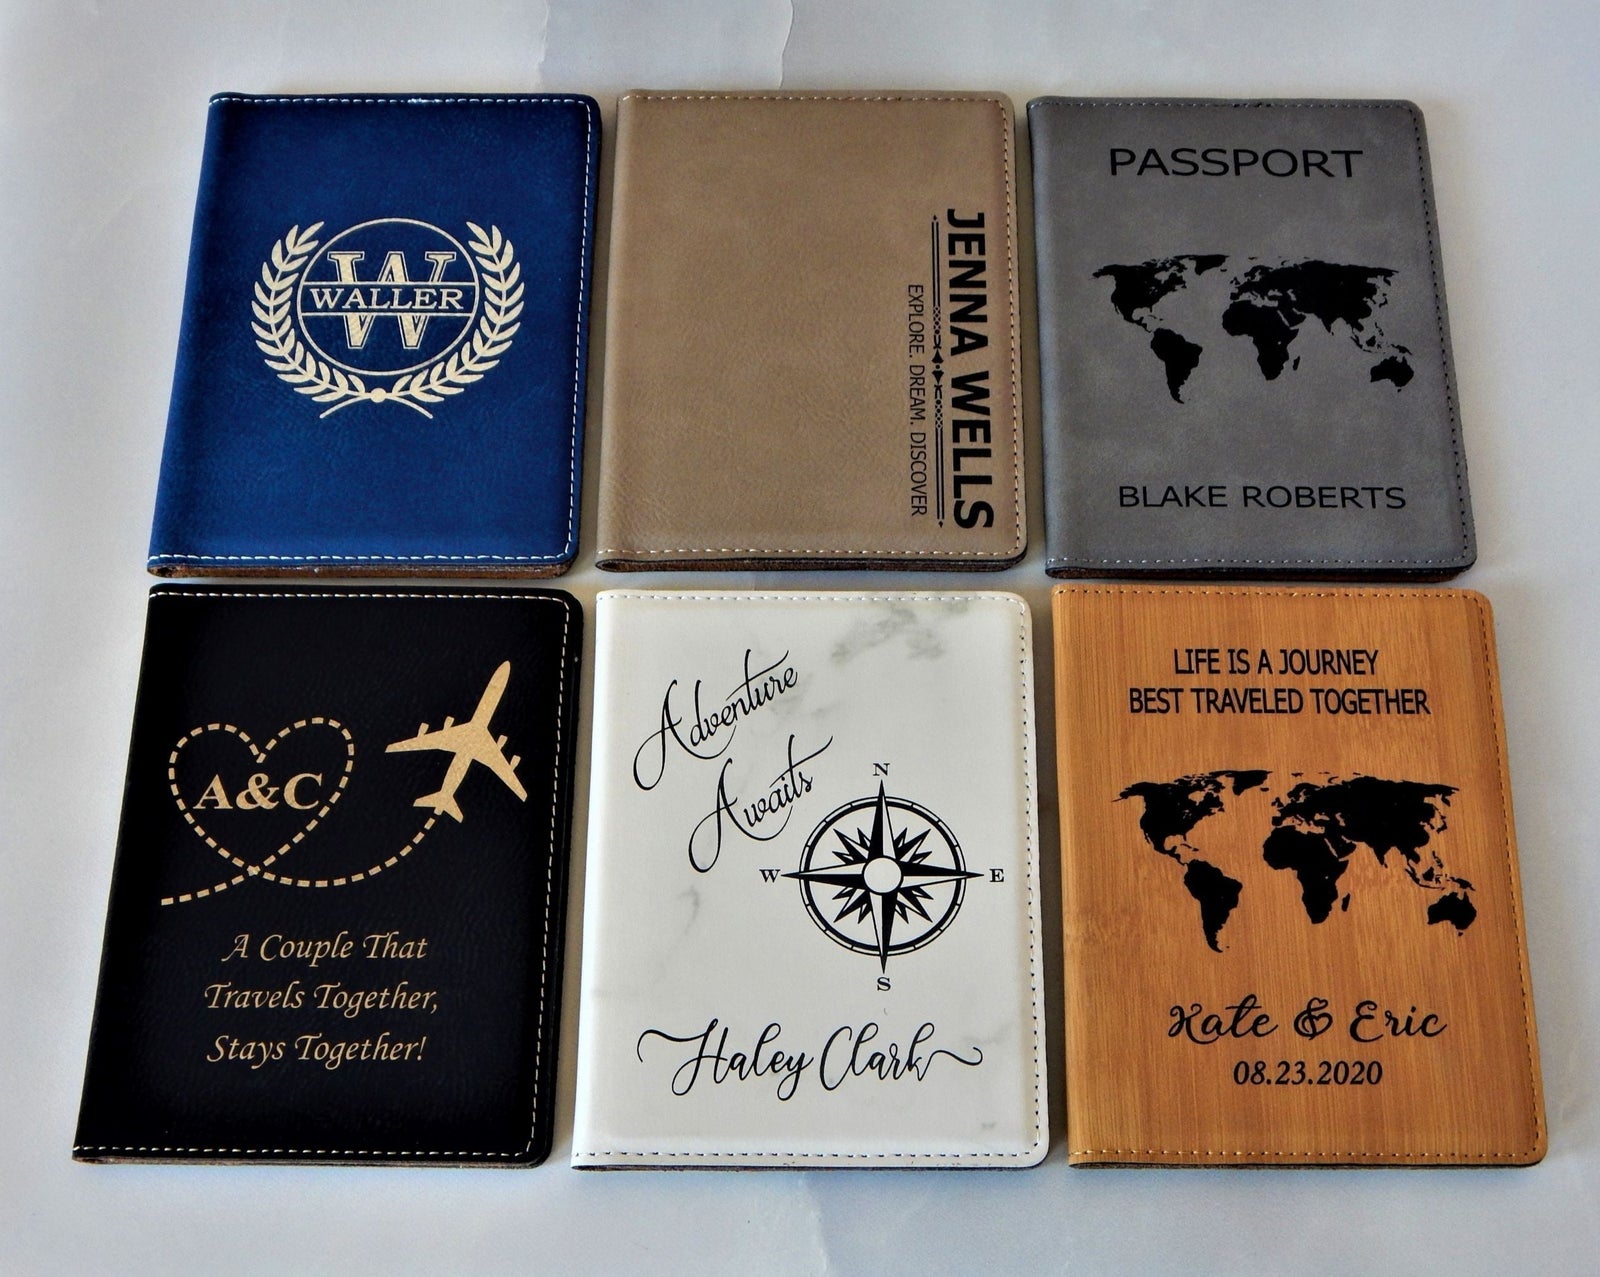 W
WALLER
JENNA WELLS
EXPLORE. DREAM. DISCOVER
PASSPORT
BLAKE ROBERTS
A&C
A Couple That
Travels Together,
Stays Together!
Adventure
Awaits
N
W
E
S
Haley Clark
LIFE IS A JOURNEY
BEST TRAVELED TOGETHER
Kate & Eric
08.23.2020